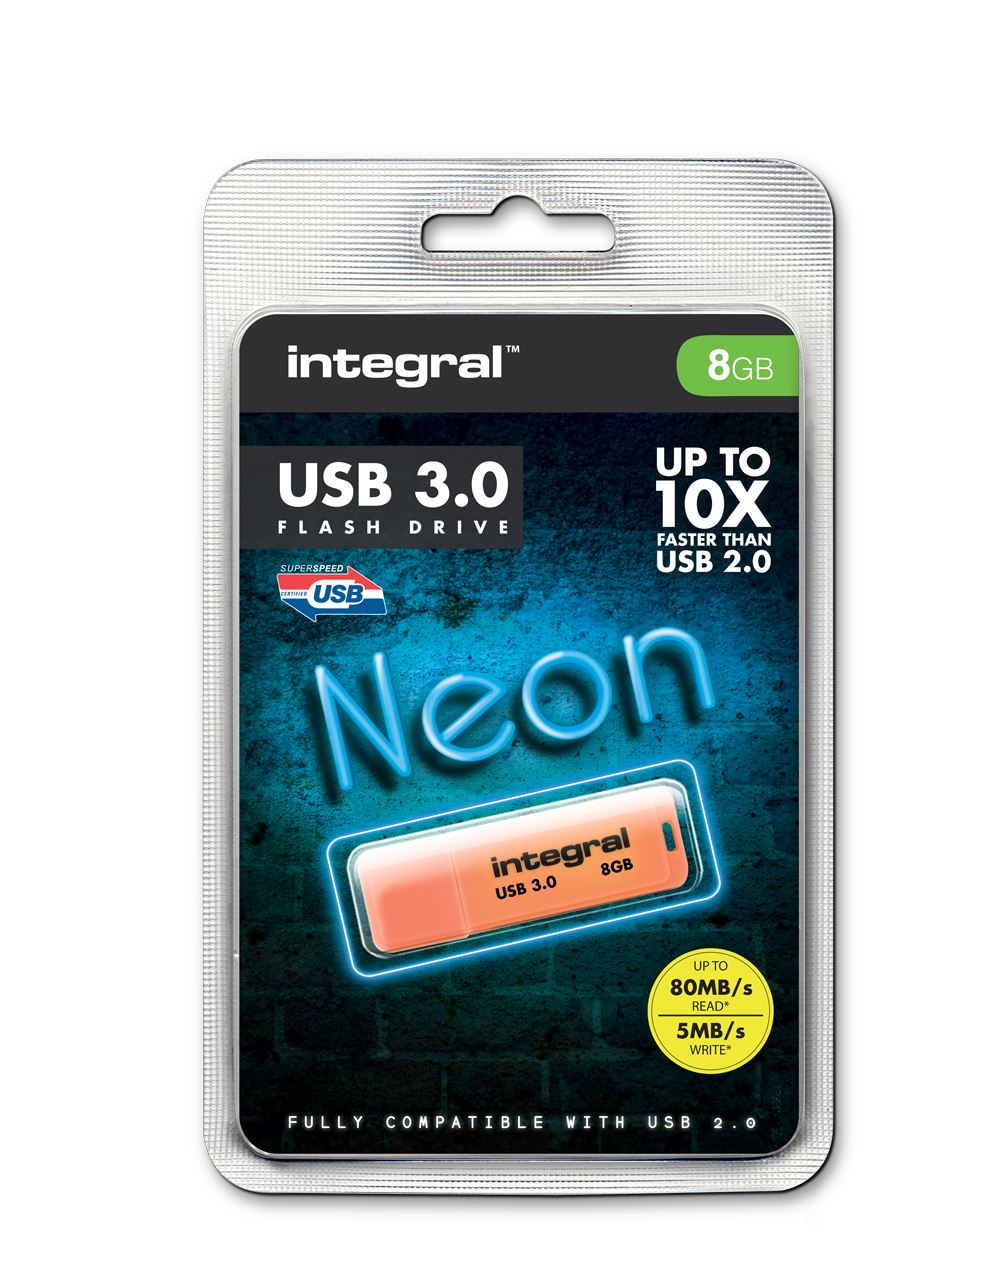 integral™
8GB
USB 3.0
FLASH DRIVE
UP TO
10X
FASTER THAN
USB 2.0
SUPERSPEED
CERTIFIED USB
Neon
integral
USB 3.0 8GB
UP TO
80MB/s
READ*
5MB/s
WRITE*
FULLY COMPATIBLE WITH USB 2.0